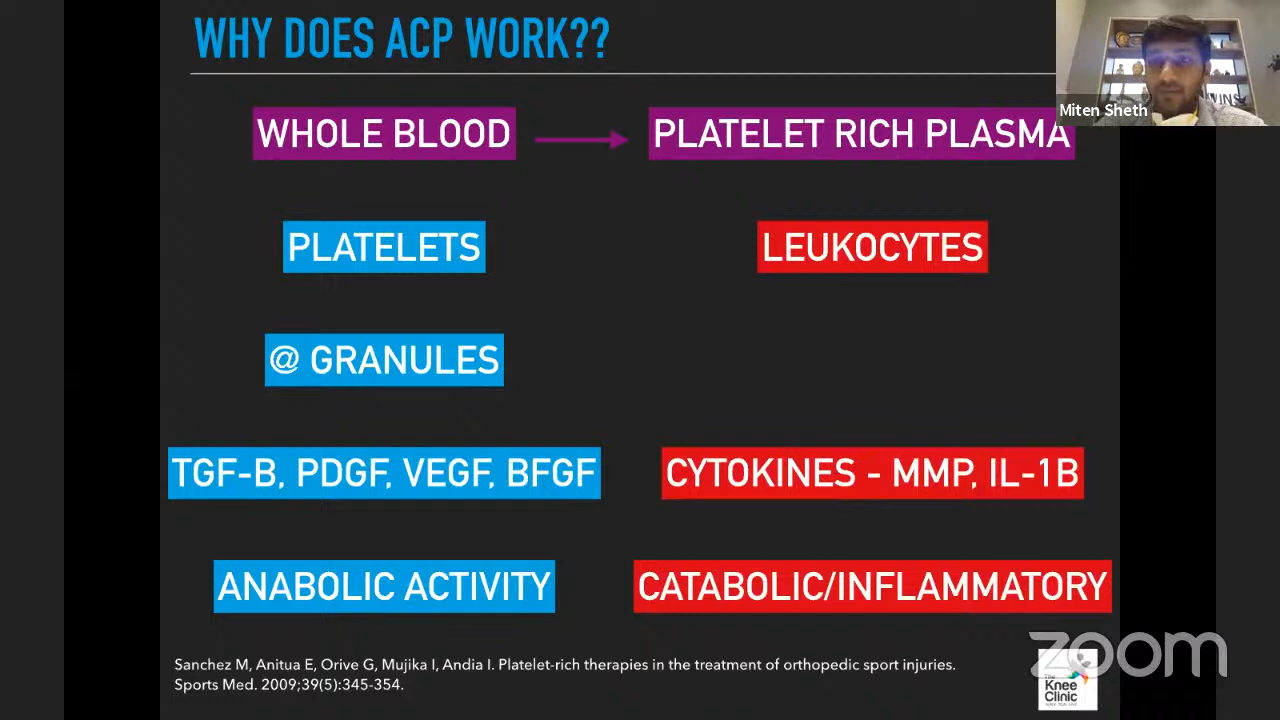 WHY DOES ACP WORK??
Miten Sheth
WHOLE BLOOD
PLATELET RICH PLASMA
PLATELETS
LEUKOCYTES
@ GRANULES
TGF-B, PDGF, VEGF, BFGF
CYTOKINES - MMP, IL-1B
ANABOLIC ACTIVITY
CATABOLIC/INFLAMMATORY
Sanchez M, Anitua E, Orive G, Mujika I, Andia I. Platelet-rich therapies in the treatment of orthopedic sport injuries.
Sports Med. 2009;39(5):345-354.
zoom
The
Knee
Clinic